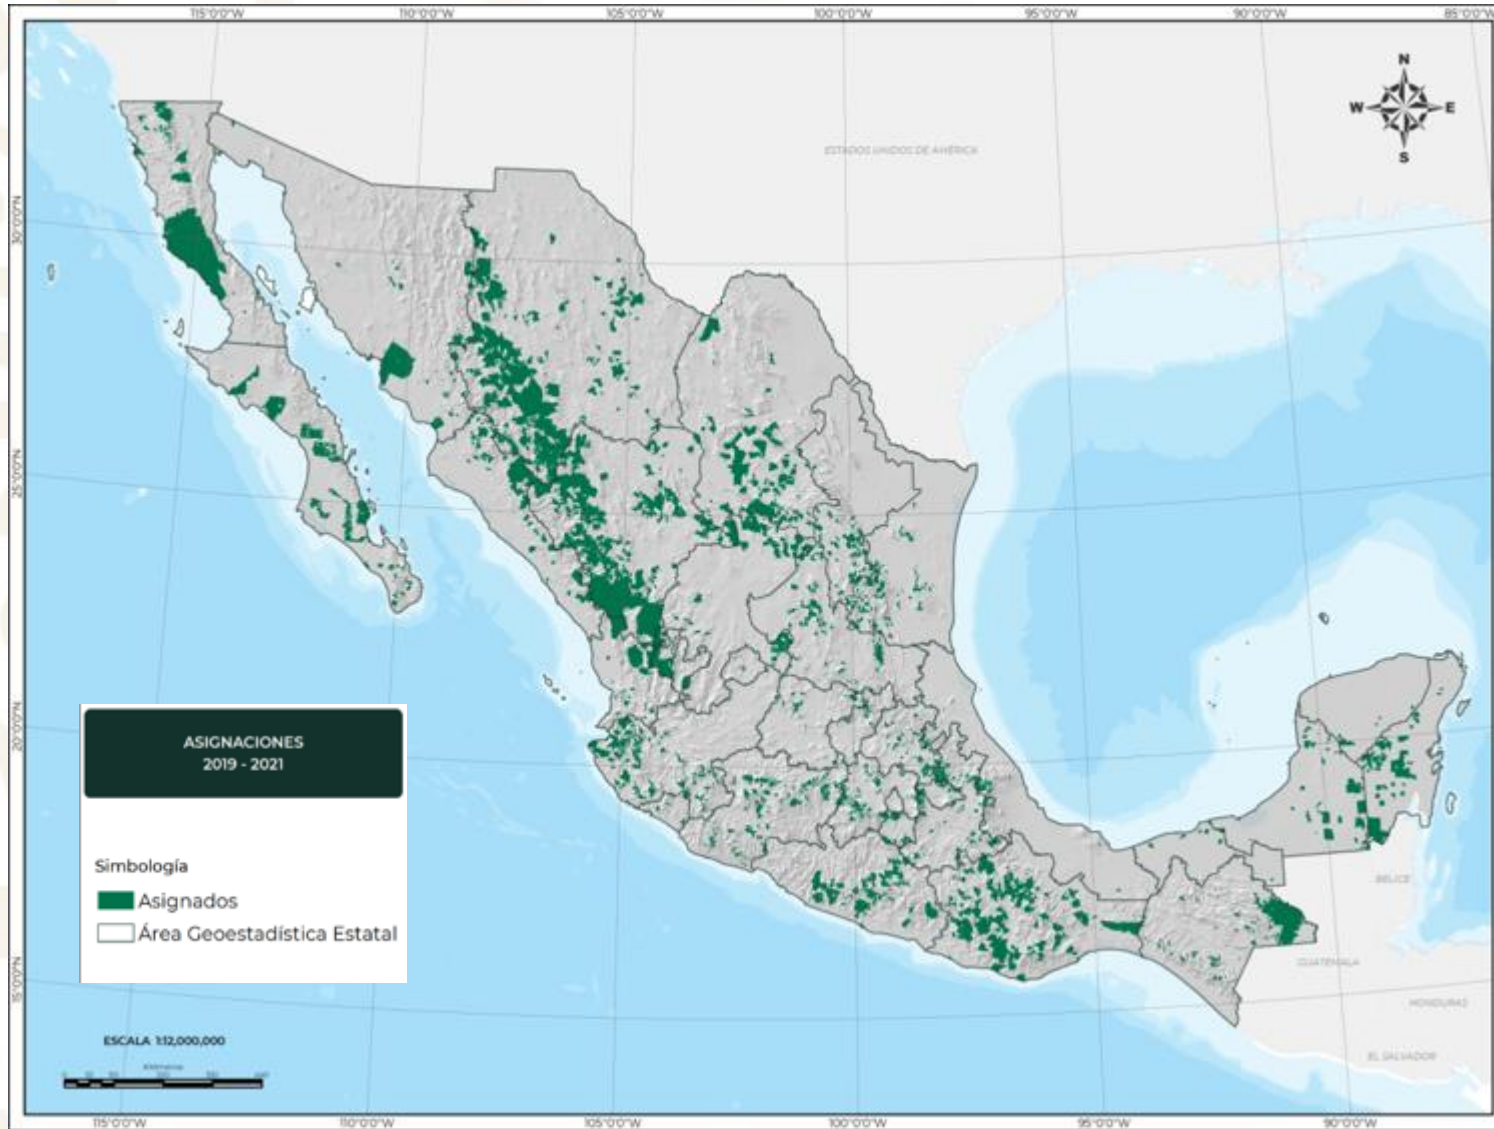 115°0'0"W 110°0'0"W 105°0'0"W 100°0'0"W 95°0'0"W 90°0'0"W 85°0'0"W
N
W E
S
ESTADOS UNIDOS DE AMÉRICA
30°0'0"N
25°0'0"N
20°0'0"N
15°0'0"N
ASIGNACIONES
2019 - 2021
Simbología
Asignados
Área Geoestadística Estatal
BELICE
GUATEMALA
HONDURAS
EL SALVADOR
ESCALA 1:12,000,000
Kilómetros
0
115°0'0"W 110°0'0"W 105°0'0"W 100°0'0"W 95°0'0"W 90°0'0"W